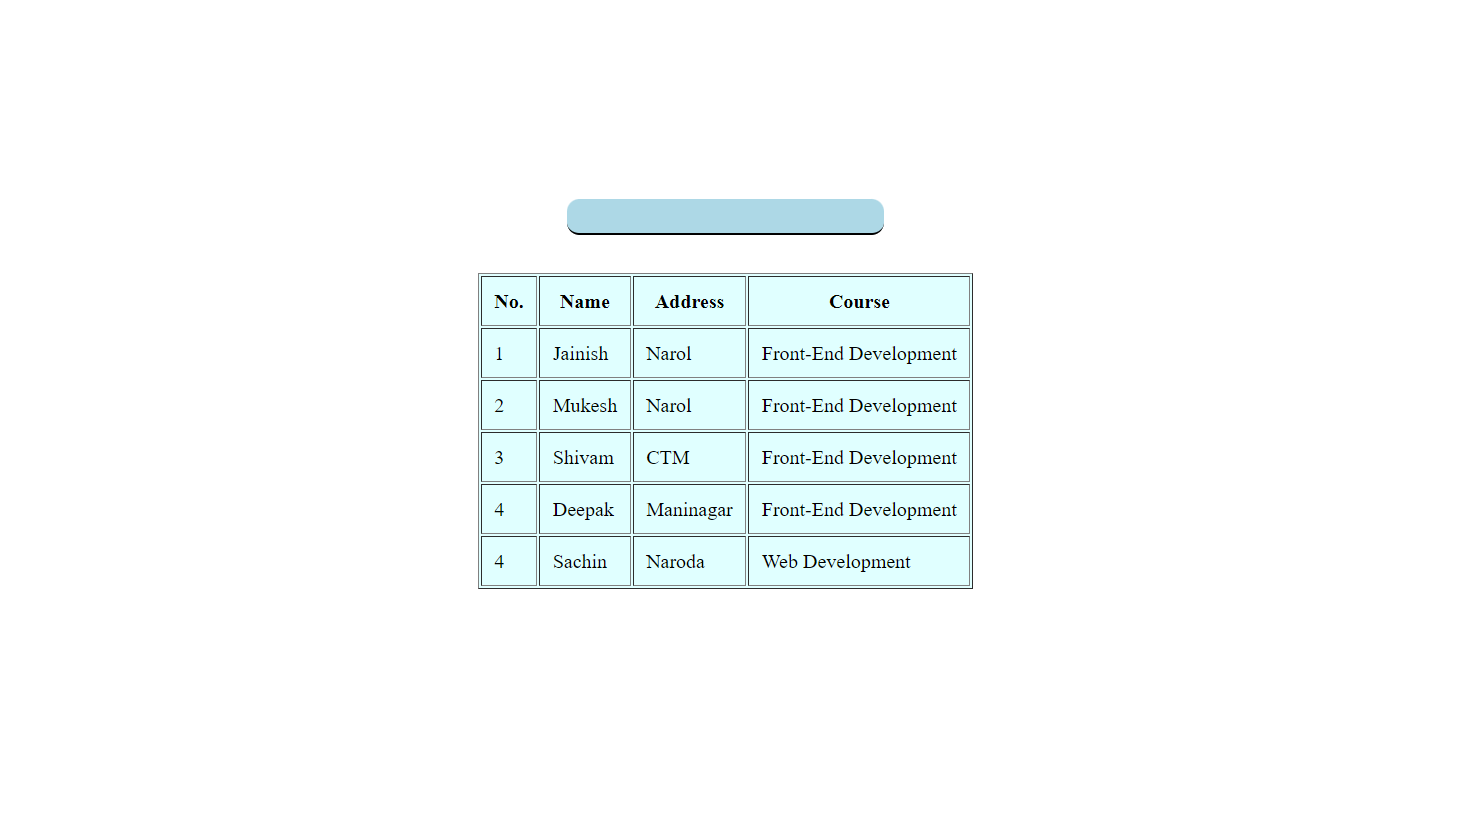 No. Name Address Course
1 Jainish Narol Front-End Development
2 Mukesh Narol Front-End Development
3 Shivam CTM Front-End Development
4 Deepak Maninagar Front-End Development
4 Sachin Naroda Web Development